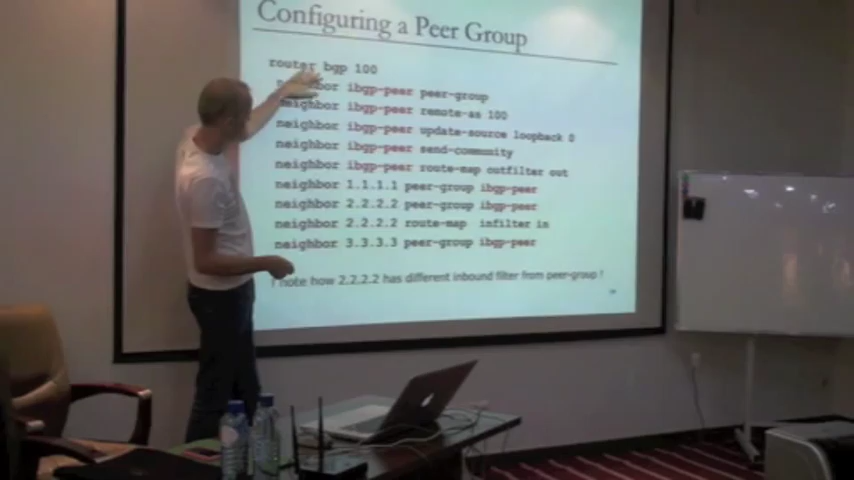 Configuring a Peer Group
router bgp 100
neighbor ibgp-peer peer-group
neighbor ibgp-peer remote-as 100
neighbor ibgp-peer update-source loopback 0
neighbor ibgp-peer send-community
neighbor ibgp-peer route-map outfilter out
neighbor 1.1.1.1 peer-group ibgp-peer
neighbor 2.2.2.2 peer-group ibgp-peer
neighbor 2.2.2.2 route-map infilter in
neighbor 3.3.3.3 peer-group ibgp-peer
! note how 2.2.2.2 has different inbound filter from peer-group !